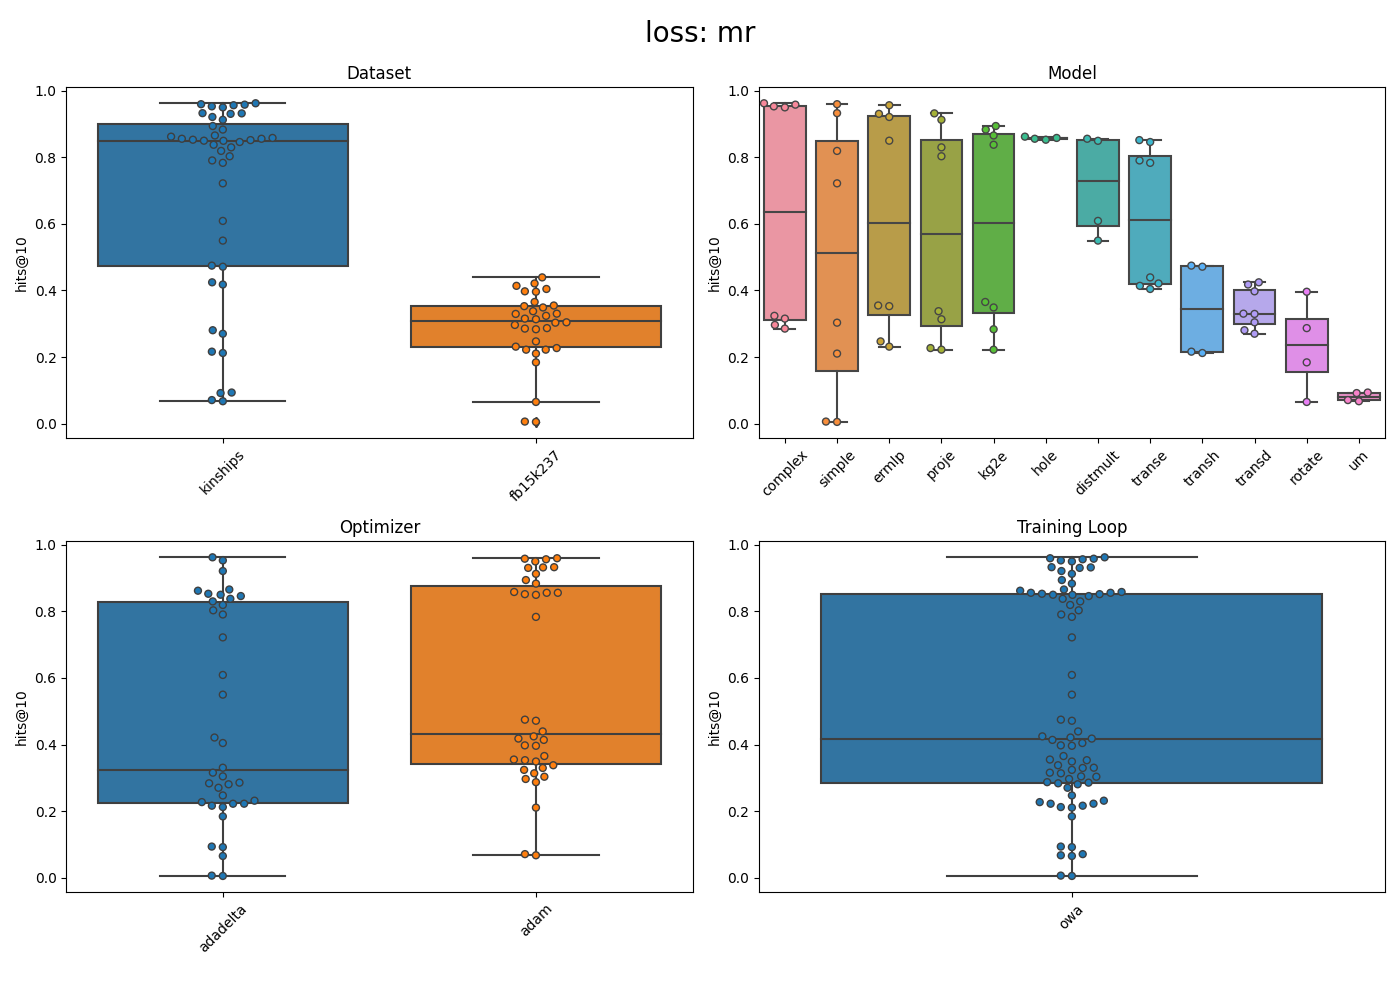 loss: mr
Dataset
hits@10
1.0
0.8
0.6
0.4
0.2
0.0
kinships
fb15k237
Model
hits@10
1.0
0.8
0.6
0.4
0.2
0.0
complex
simple
ermlp
proje
kg2e
hole
distmult
transe
transh
transd
rotate
um
Optimizer
hits@10
1.0
0.8
0.6
0.4
0.2
0.0
adadelta
adam
Training Loop
hits@10
1.0
0.8
0.6
0.4
0.2
0.0
owa